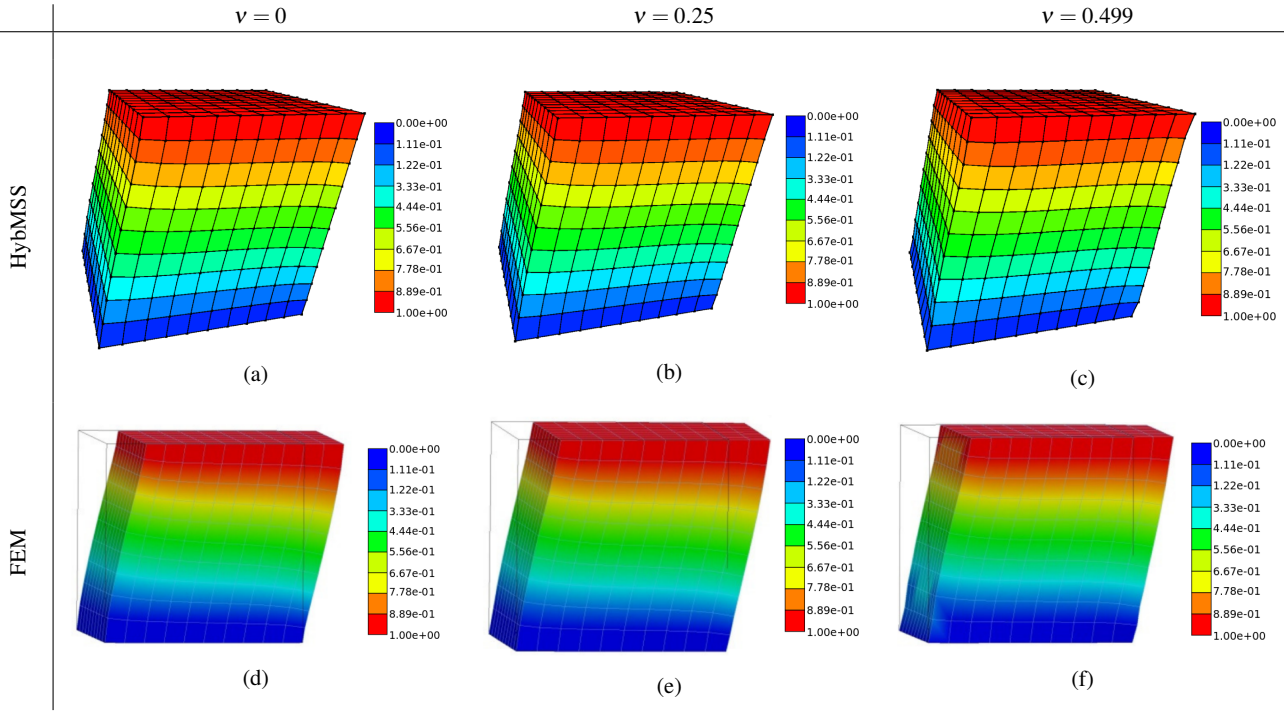 ν = 0
ν = 0.25
ν = 0.499
HybMSS
0.00e+00
1.11e-01
1.22e-01
3.33e-01
4.44e-01
5.56e-01
6.67e-01
7.78e-01
8.89e-01
1.00e+00
(a)
0.00e+00
1.11e-01
1.22e-01
3.33e-01
4.44e-01
5.56e-01
6.67e-01
7.78e-01
8.89e-01
1.00e+00
(b)
0.00e+00
1.11e-01
1.22e-01
3.33e-01
4.44e-01
5.56e-01
6.67e-01
7.78e-01
8.89e-01
1.00e+00
(c)
FEM
0.00e+00
1.11e-01
1.22e-01
3.33e-01
4.44e-01
5.56e-01
6.67e-01
7.78e-01
8.89e-01
1.00e+00
(d)
0.00e+00
1.11e-01
1.22e-01
3.33e-01
4.44e-01
5.56e-01
6.67e-01
7.78e-01
8.89e-01
1.00e+00
(e)
0.00e+00
1.11e-01
1.22e-01
3.33e-01
4.44e-01
5.56e-01
6.67e-01
7.78e-01
8.89e-01
1.00e+00
(f)